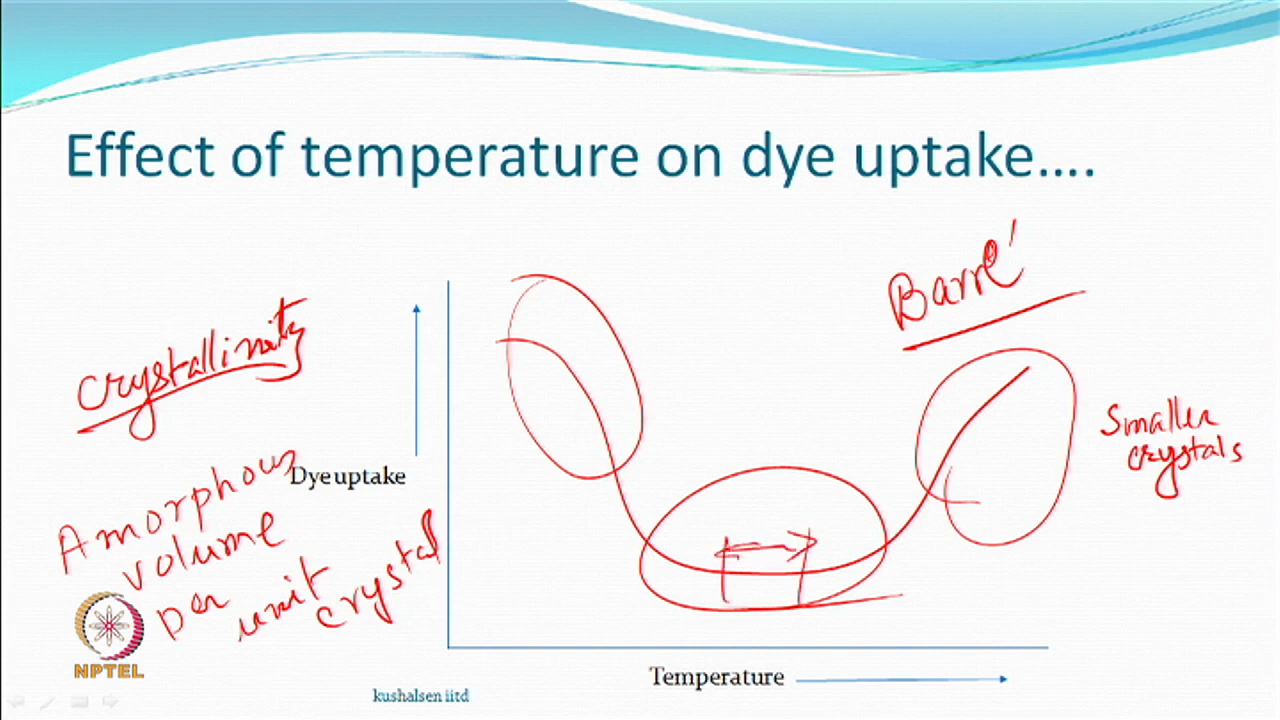 Effect of temperature on dye uptake....
Barre'
crystallinity
Smaller
crystals
Dye uptake
Amorphous
volume
per
unit
crystal
Temperature
NPTEL
kushalsen iitd